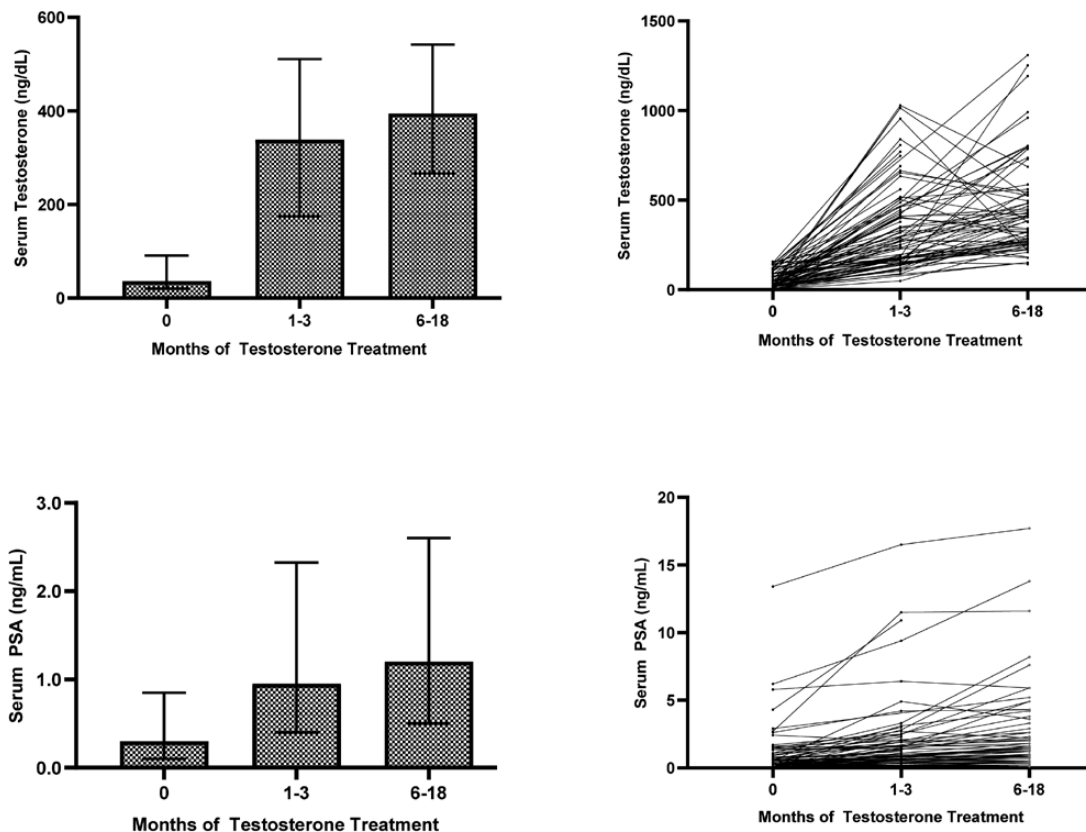 600
400
200
0
Serum Testosterone (ng/dL)
0 1-3 6-18
Months of Testosterone Treatment
1500
1000
500
0
Serum Testosterone (ng/dL)
0 1-3 6-18
Months of Testosterone Treatment
3.0
2.0
1.0
0.0
Serum PSA (ng/mL)
0 1-3 6-18
Months of Testosterone Treatment
20
15
10
5
0
Serum PSA (ng/mL)
0 1-3 6-18
Months of Testosterone Treatment